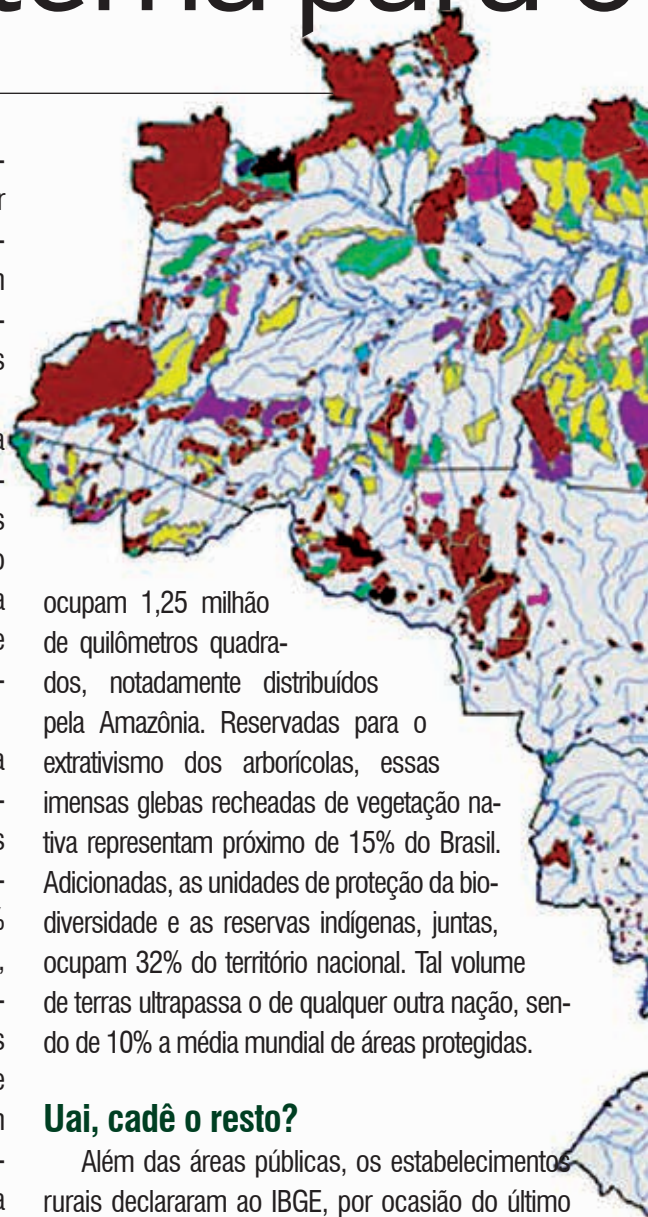 ocupam 1,25 milhão
de quilômetros quadra-
dos, notadamente distribuídos
pela Amazônia. Reservadas para o
extrativismo dos arborícolas, essas
imensas glebas recheadas de vegetação na-
tiva representam próximo de 15% do Brasil.
Adicionadas, as unidades de proteção da bio-
diversidade e as reservas indígenas, juntas,
ocupam 32% do território nacional. Tal volume
de terras ultrapassa o de qualquer outra nação, sen-
do de 10% a média mundial de áreas protegidas.
Uai, cadê o resto?
Além das áreas públicas, os estabelecimentos
rurais declararam ao IBGE, por ocasião do último